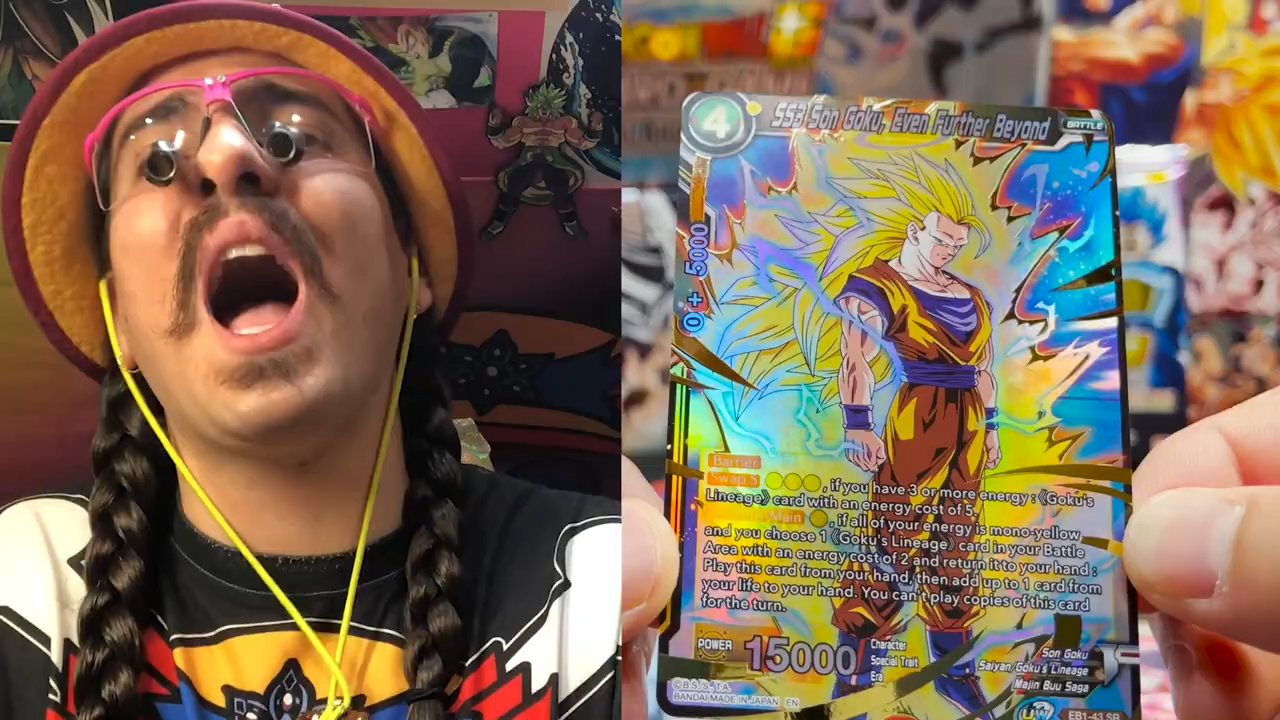 4
SS3 Son Goku, Even Further Beyond
BATTLE
0 + 5000
Barrier
Swap 5 , if you have 3 or more energy : 《Goku's
Lineage》 card with an energy cost of 5.
Main , if all of your energy is mono-yellow
and you choose 1 《Goku's Lineage》 card in your Battle
Area with an energy cost of 2 and return it to your hand :
Play this card from your hand, then add up to 1 card from
your life to your hand. You can't play copies of this card
for the turn.
POWER 15000
Character Son Goku
Special Trait Saiyan/Goku's Lineage
Era Majin Buu Saga
©B.S./S., T.A.
BANDAI MADE IN JAPAN EN
UW
EB1-43 SR